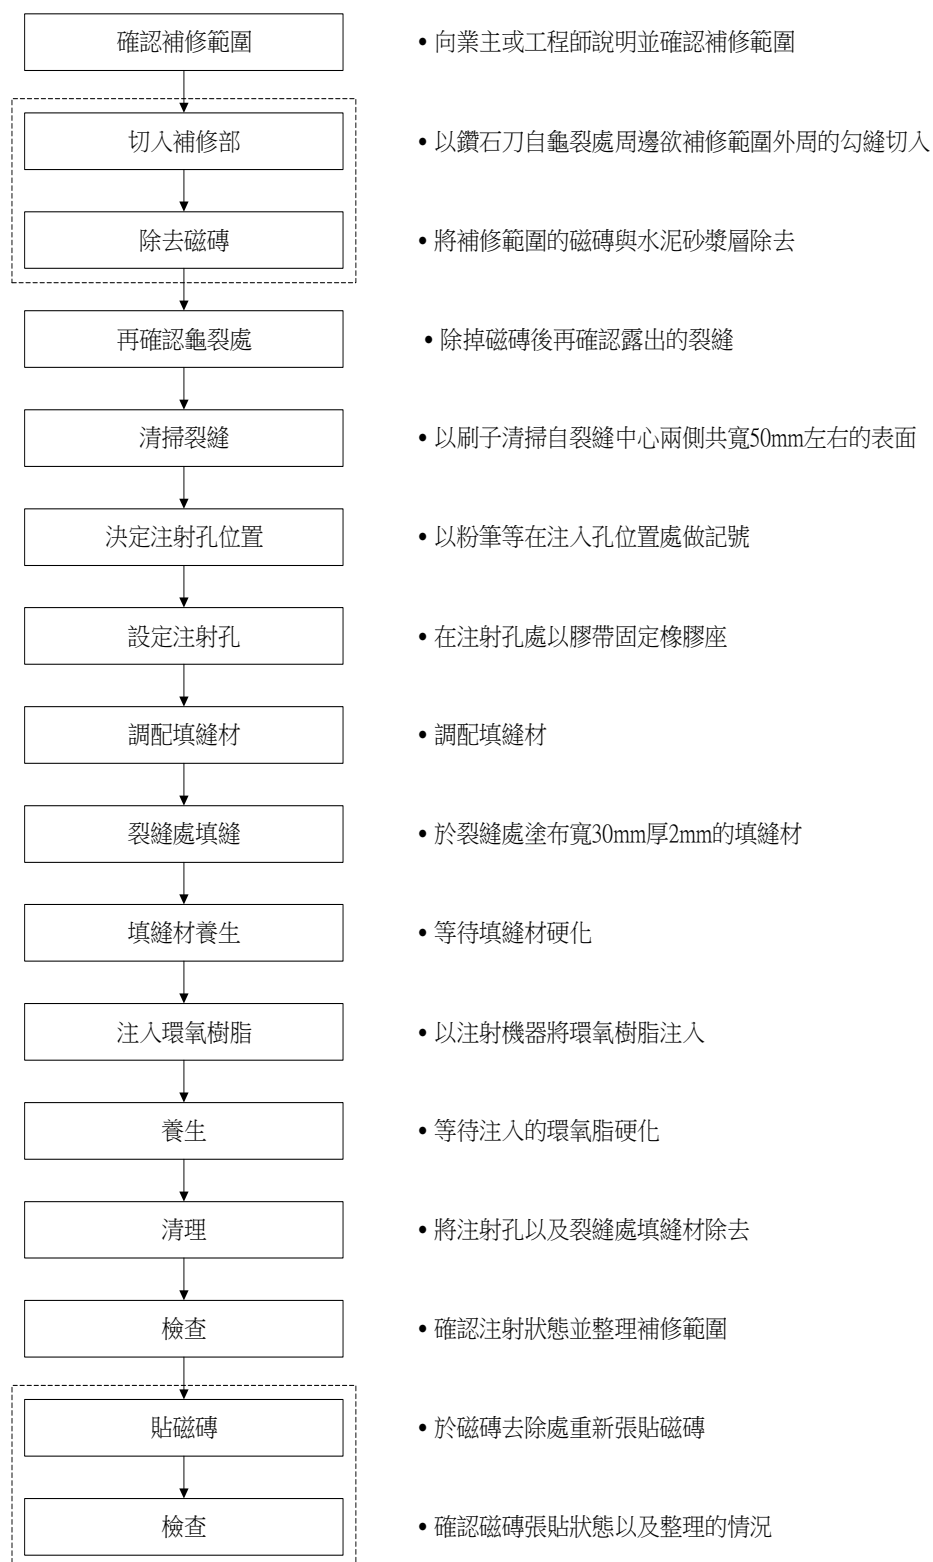 確認補修範圍
•向業主或工程師說明並確認補修範圍
切入補修部
•以鑽石刀自龜裂處周邊欲補修範圍外周的勾縫切入
除去磁磚
•將補修範圍的磁磚與水泥砂漿層除去
再確認龜裂處
•除掉磁磚後再確認露出的裂縫
清掃裂縫
•以刷子清掃自裂縫中心兩側共寬50mm左右的表面
決定注射孔位置
•以粉筆等在注入孔位置處做記號
設定注射孔
•在注射孔處以膠帶固定橡膠座
調配填縫材
•調配填縫材
裂縫處填縫
•於裂縫處塗布寬30mm厚2mm的填縫材
填縫材養生
•等待填縫材硬化
注入環氧樹脂
•以注射機器將環氧樹脂注入
養生
•等待注入的環氧脂硬化
清理
•將注射孔以及裂縫處填縫材除去
檢查
•確認注射狀態並整理補修範圍
貼磁磚
•於磁磚去除處重新張貼磁磚
檢查
•確認磁磚張貼狀態以及整理的情況